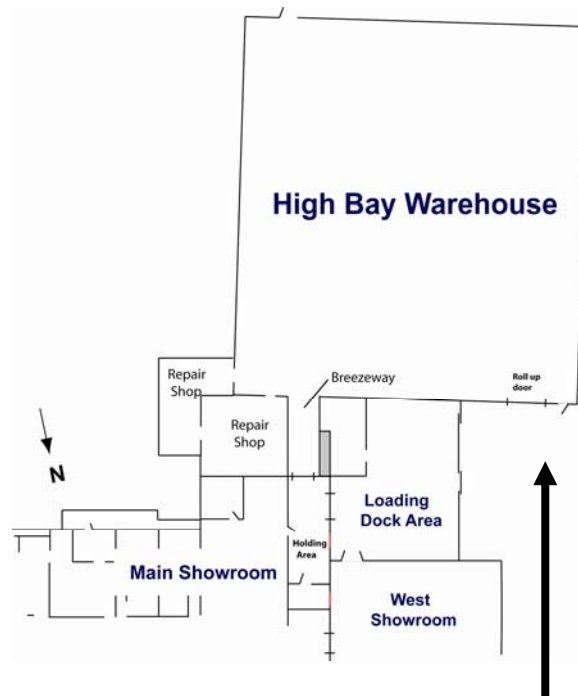 High Bay Warehouse
Repair
Shop
Breezeway
Roll up
door
Repair
Shop
N
Loading
Dock Area
Holding
Area
Main Showroom
West
Showroom